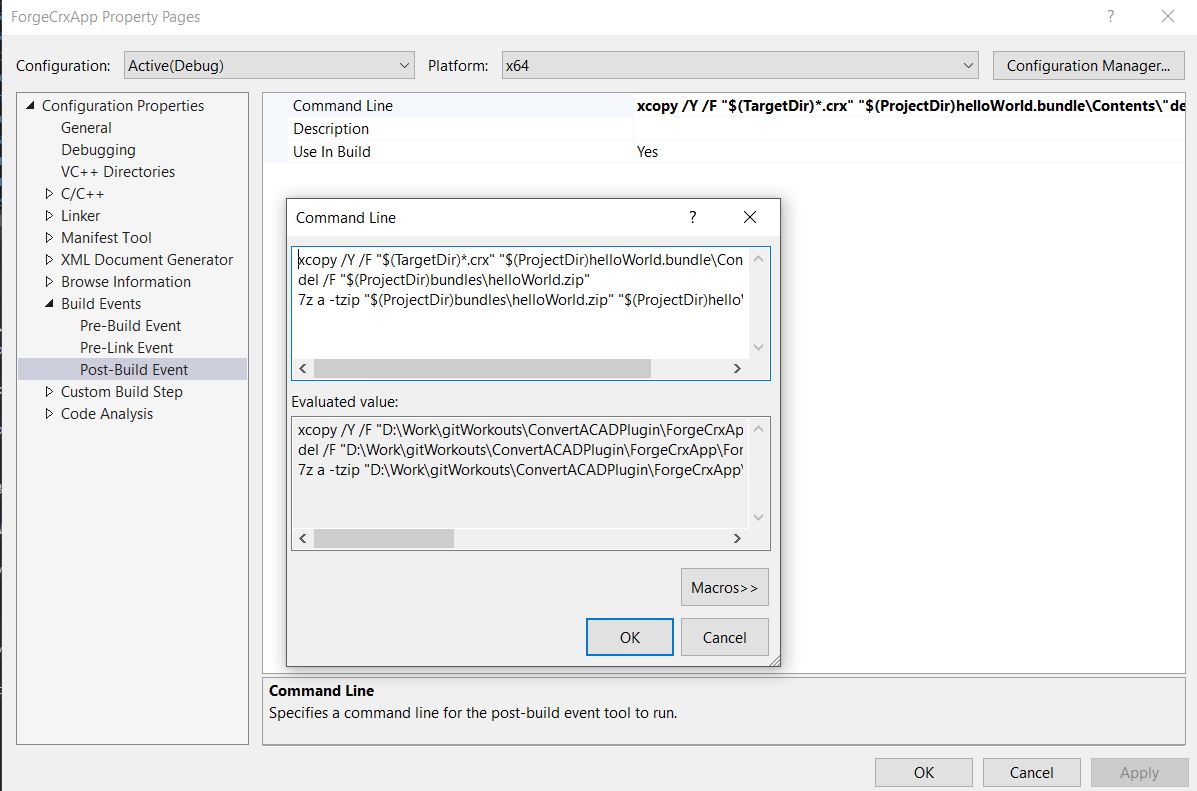 ForgeCrxApp Property Pages
?
Configuration: Active(Debug) Platform: x64 Configuration Manager...
Configuration Properties
General
Debugging
VC++ Directories
C/C++
Linker
Manifest Tool
XML Document Generator
Browse Information
Build Events
Pre-Build Event
Pre-Link Event
Post-Build Event
Custom Build Step
Code Analysis
Command Line xcopy /Y /F "$(TargetDir)*.crx" "$(ProjectDir)helloWorld.bundle\Contents\"de
Description
Use In Build Yes
Command Line ?
xcopy /Y /F "$(TargetDir)*.crx" "$(ProjectDir)helloWorld.bundle\Con
del /F "$(ProjectDir)bundles\helloWorld.zip"
7z a -tzip "$(ProjectDir)bundles\helloWorld.zip" "$(ProjectDir)helloW
Evaluated value:
xcopy /Y /F "D:\Work\gitWorkouts\ConvertACADPlugin\ForgeCrxAp
del /F "D:\Work\gitWorkouts\ConvertACADPlugin\ForgeCrxApp\For
7z a -tzip "D:\Work\gitWorkouts\ConvertACADPlugin\ForgeCrxApp\
Macros>>
OK Cancel
Command Line
Specifies a command line for the post-build event tool to run.
OK Cancel Apply